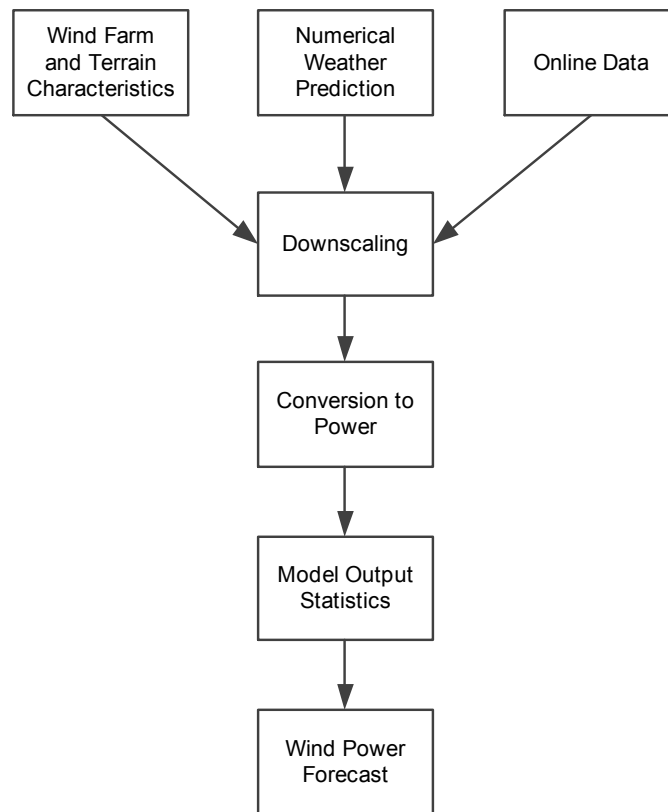 Wind Farm
and Terrain
Characteristics
Numerical
Weather
Prediction
Online Data
Downscaling
Conversion to
Power
Model Output
Statistics
Wind Power
Forecast